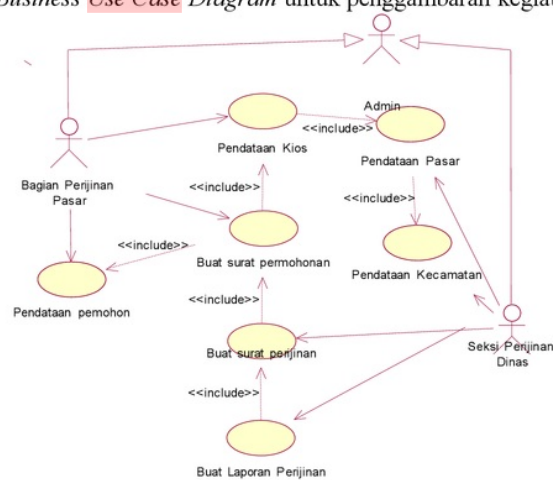 Business Use Case Diagram untuk penggambaran kegiat
Admin
<<include>>
Pendataan Kios
Pendataan Pasar
Bagian Perijinan
Pasar
<<include>>
<<include>>
<<include>>
Buat surat permohonan
Pendataan Kecamatan
Pendataan pemohon
<<include>>
Buat surat perijinan
Seksi Perijinan
Dinas
<<include>>
Buat Laporan Perijinan